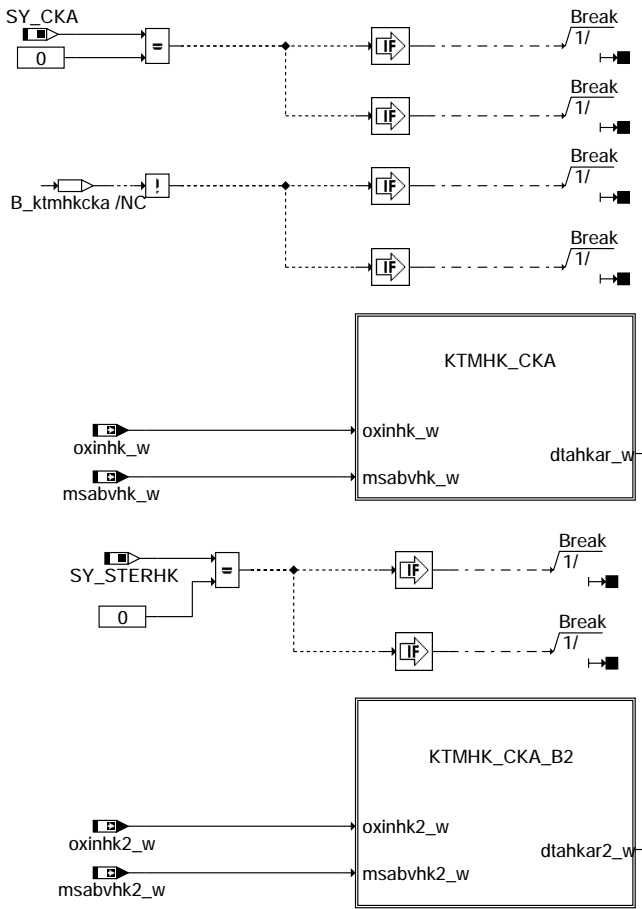 SY_CKA
Break
0
=
IF
1/
Break
IF
1/
Break
B_ktmhkcka /NC
!
IF
1/
Break
IF
1/
KTMHK_CKA
oxinhk_w
oxinhk_w
dtahkar_w
msabvhk_w
msabvhk_w
Break
SY_STERHK
=
IF
1/
0
Break
IF
1/
KTMHK_CKA_B2
oxinhk2_w
oxinhk2_w
dtahkar2_w
msabvhk2_w
msabvhk2_w